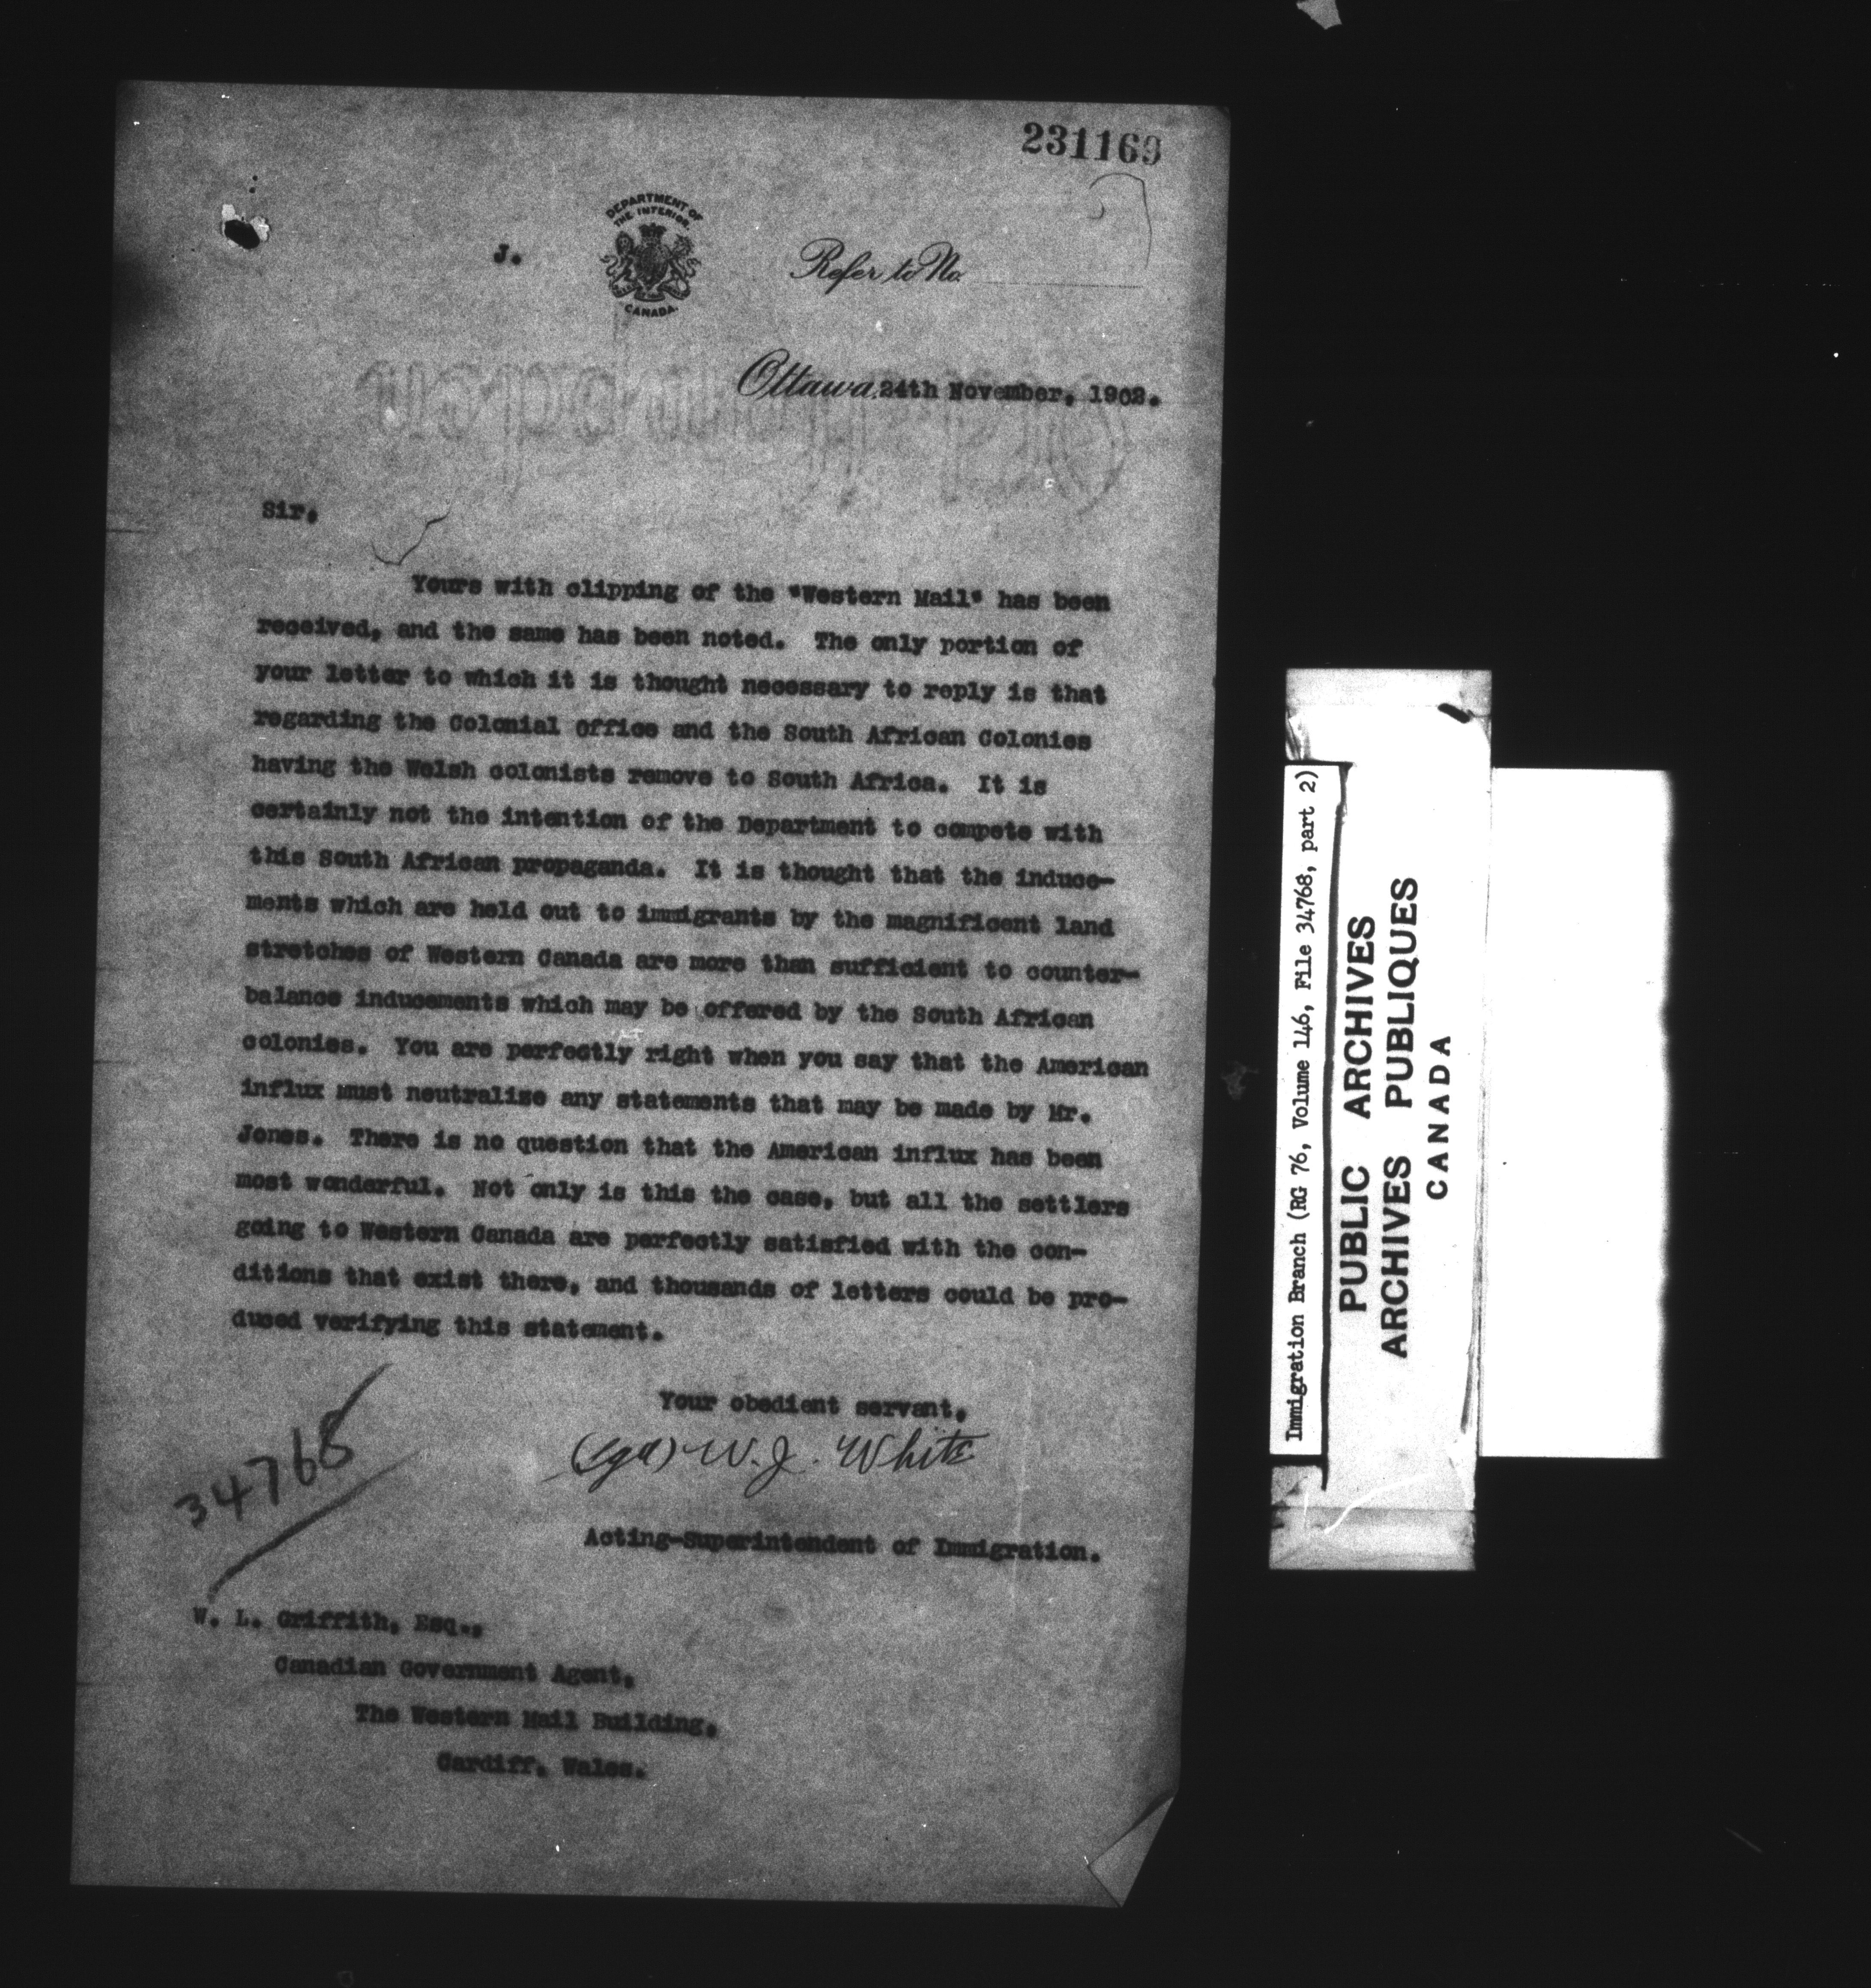 231169
DEPARTMENT OF
THE INTERIOR
CANADA.
J.
Refer to No.
Ottawa, 24th November, 1902.
Sir,
Yours with clipping of the "Western Mail" has been
received, and the same has been noted. The only portion of
your letter to which it is thought necessary to reply is that
regarding the Colonial Office and the South African Colonies
having the Welsh colonists remove to South Africa. It is
certainly not the intention of the Department to compete with
this South African propaganda. It is thought that the induce-
ments which are held out to immigrants by the magnificent land
stretches of Western Canada are more than sufficient to counter-
balance inducements which may be offered by the South African
colonies. You are perfectly right when you say that the American
influx must neutralize any statements that may be made by Mr.
Jones. There is no question that the American influx has been
most wonderful. Not only is this the case, but all the settlers
going to Western Canada are perfectly satisfied with the con-
ditions that exist there, and thousands of letters could be pro-
duced verifying this statement.
Your obedient servant,
(sgd) W. J. White
34768
Acting-Superintendent of Immigration.
W. L. Griffith, Esq.,
Canadian Government Agent,
The Western Mail Building,
Cardiff, Wales.
Immigration Branch (RG 76, Volume 146, File 34768, part 2)
PUBLIC ARCHIVES
ARCHIVES PUBLIQUES
CANADA